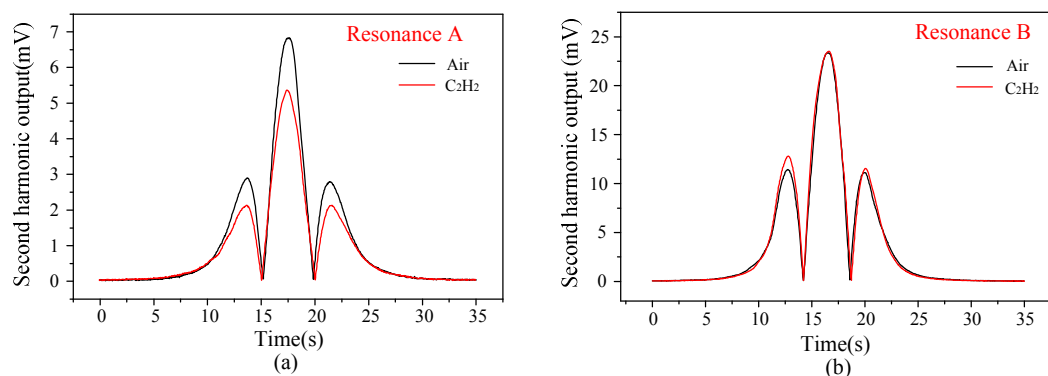 Second harmonic output(mV)
7
6
5
4
3
2
1
0
Resonance A
Air
C₂H₂
0 5 10 15 20 25 30 35
Time(s)
(a)
Second harmonic output (mV)
25
20
15
10
5
0
Resonance B
Air
C₂H₂
0 5 10 15 20 25 30 35
Time(s)
(b)